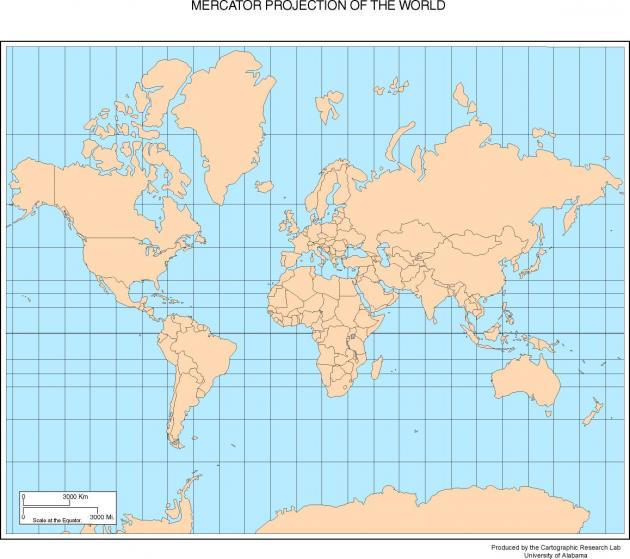 MERCATOR PROJECTION OF THE WORLD
0 3000 Km
0 3000 Mi.
Scale at the Equator.
Produced by the Cartographic Research Lab
University of Alabama